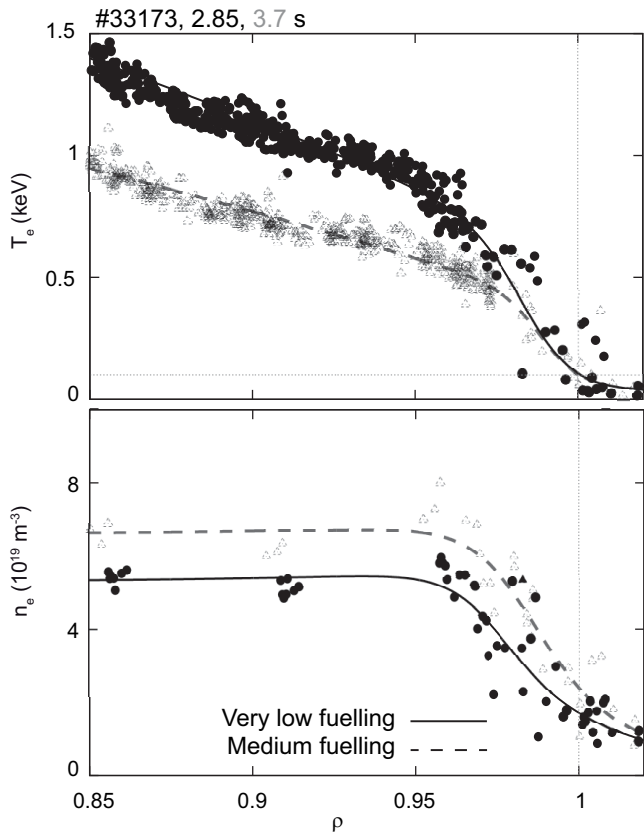 #33173, 2.85, 3.7 s
1.5
1
0.5
0
T_e (keV)
8
4
0
n_e (10^19 m^-3)
Very low fuelling
Medium fuelling
0.85
0.9
0.95
1
ρ